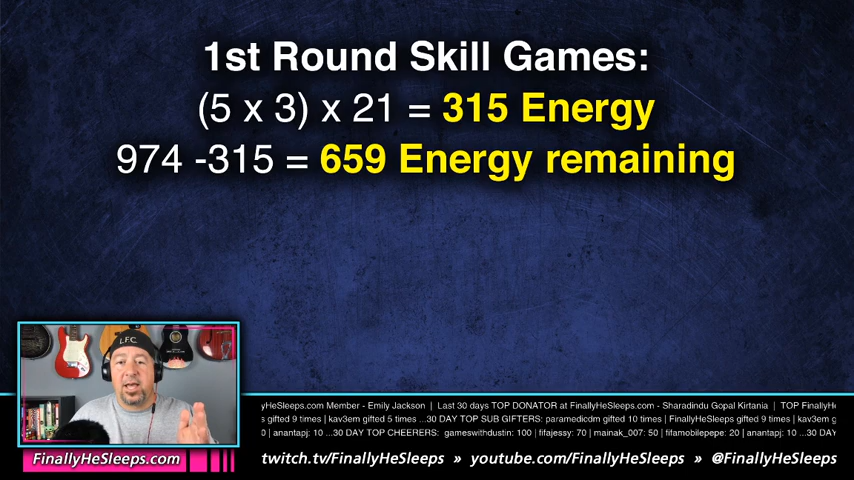 1st Round Skill Games:
(5 x 3) x 21 = 315 Energy
974 -315 = 659 Energy remaining
L.F.C.
yHeSleeps.com Member - Emily Jackson | Last 30 days TOP DONATOR at FinallyHeSleeps.com - Sharadindu Gopal Kirtania | TOP FinallyHe
s gifted 9 times | kav3em gifted 5 times ...30 DAY TOP SUB GIFTERS: paramedicdm gifted 10 times | FinallyHeSleeps gifted 9 times | kav3em g
0 | anantapj: 10 ...30 DAY TOP CHEERERS: gameswithdustin: 100 | fifajessy: 70 | mainak_007: 50 | fifamobilepepe: 20 | anantapj: 10 ...30 DAY
FinallyHeSleeps.com
twitch.tv/FinallyHeSleeps » youtube.com/FinallyHeSleeps » @FinallyHeSleeps